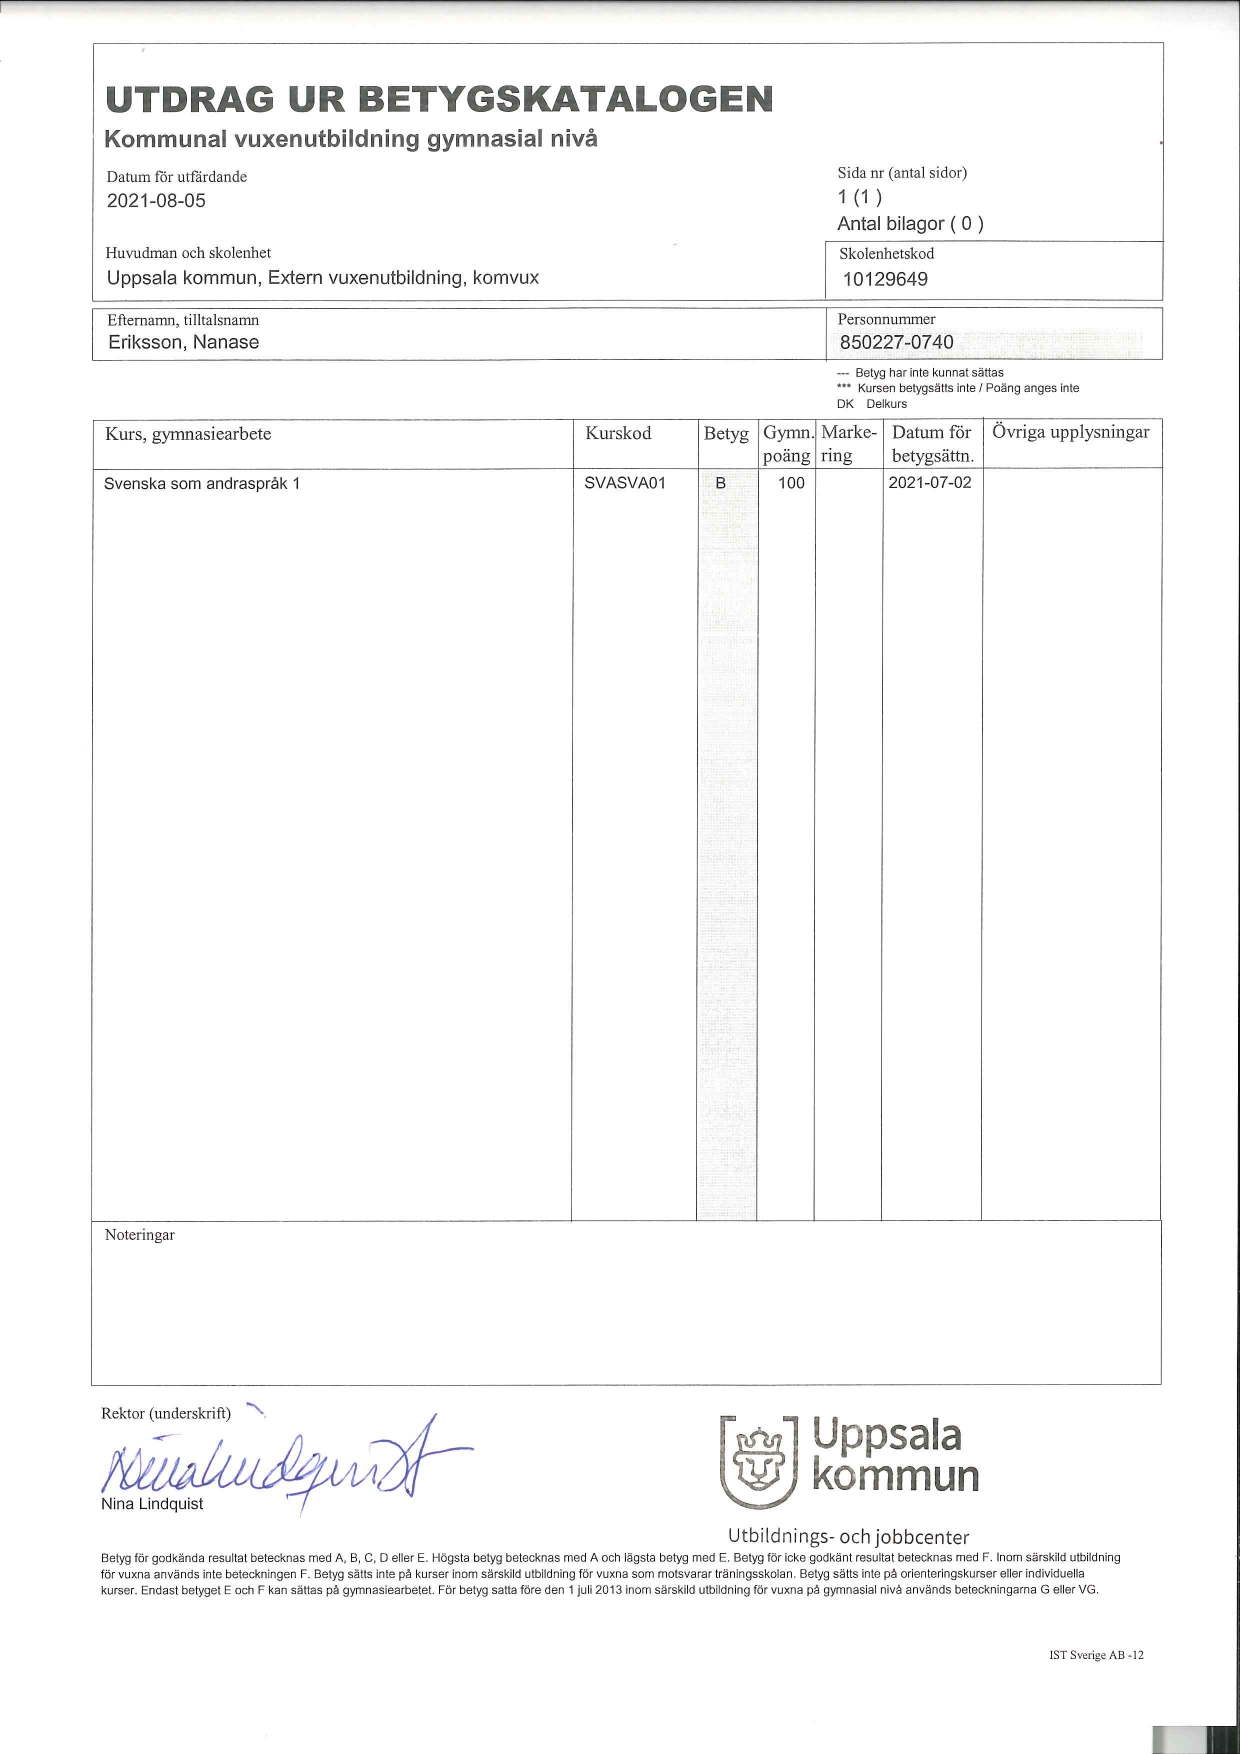 UTDRAG UR BETYGSKATALOGEN
Kommunal vuxenutbildning gymnasial nivå
Datum för utfärdande
2021-08-05
Sida nr (antal sidor)
1 (1 )
Antal bilagor ( 0 )
Huvudman och skolenhet
Uppsala kommun, Extern vuxenutbildning, komvux
Skolenhetskod
10129649
Efternamn, tilltalsnamn
Eriksson, Nanase
Personnummer
850227-0740
--- Betyg har inte kunnat sättas
*** Kursen betygsätts inte / Poäng anges inte
DK Delkurs
Kurs, gymnasiearbete
Kurskod
Betyg
Gymn.
poäng
Marke-
ring
Datum för
betygsättn.
Övriga upplysningar
Svenska som andraspråk 1 SVASVA01 B 100 2021-07-02
Noteringar
Rektor (underskrift)
Nina Lindquist
Nina Lindquist
Uppsala
kommun
Utbildnings- och jobbcenter
Betyg för godkända resultat betecknas med A, B, C, D eller E. Högsta betyg betecknas med A och lägsta betyg med E. Betyg för icke godkänt resultat betecknas med F. Inom särskild utbildning
för vuxna används inte beteckningen F. Betyg sätts inte på kurser inom särskild utbildning för vuxna som motsvarar träningsskolan. Betyg sätts inte på orienteringskurser eller individuella
kurser. Endast betyget E och F kan sättas på gymnasiearbetet. För betyg satta före den 1 juli 2013 inom särskild utbildning för vuxna på gymnasial nivå används beteckningarna G eller VG.
IST Sverige AB -12